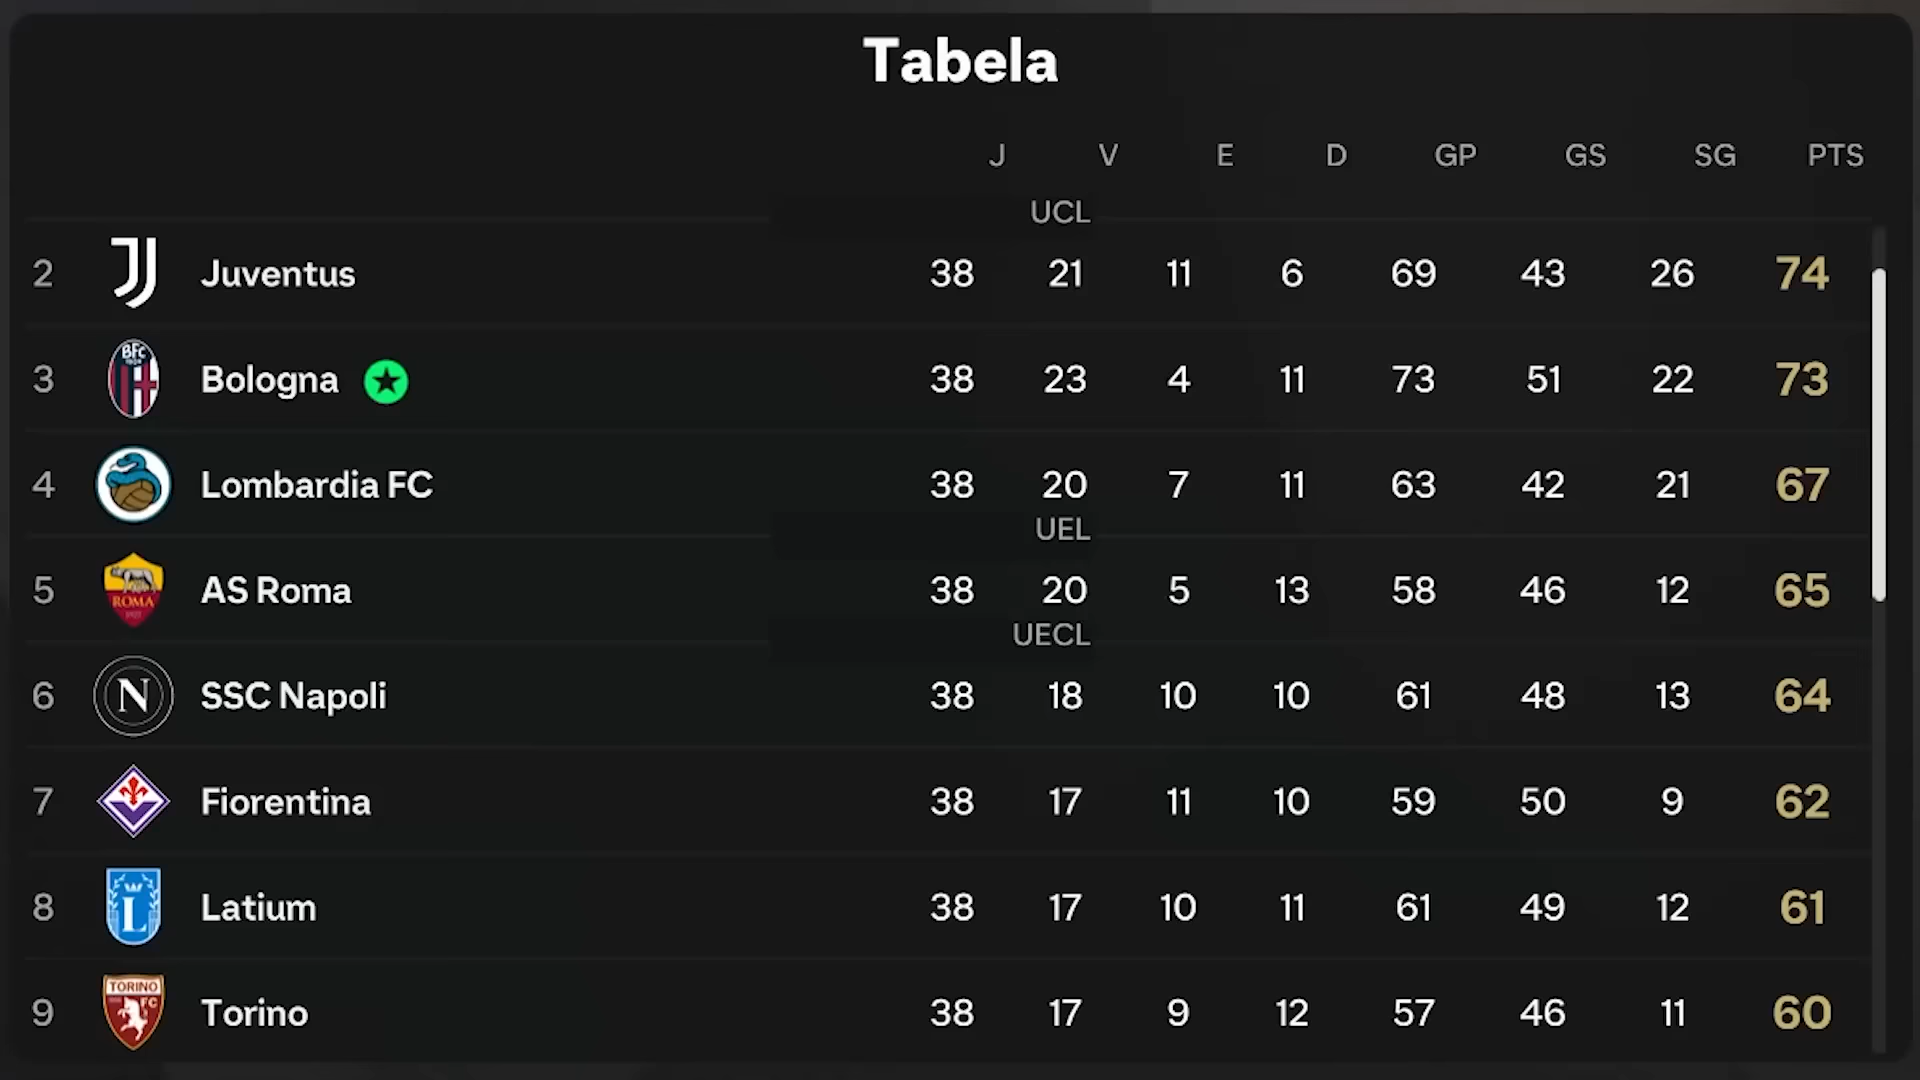 Tabela
J V E D GP GS SG PTS
UCL
2 Juventus 38 21 11 6 69 43 26 74
BFC
3 Bologna 38 23 4 11 73 51 22 73
4 Lombardia FC 38 20 7 11 63 42 21 67
UEL
5 ROMA AS Roma 38 20 5 13 58 46 12 65
UECL
6 N SSC Napoli 38 18 10 10 61 48 13 64
7 Fiorentina 38 17 11 10 59 50 9 62
8 L Latium 38 17 10 11 61 49 12 61
TORINO
FC
9 Torino 38 17 9 12 57 46 11 60